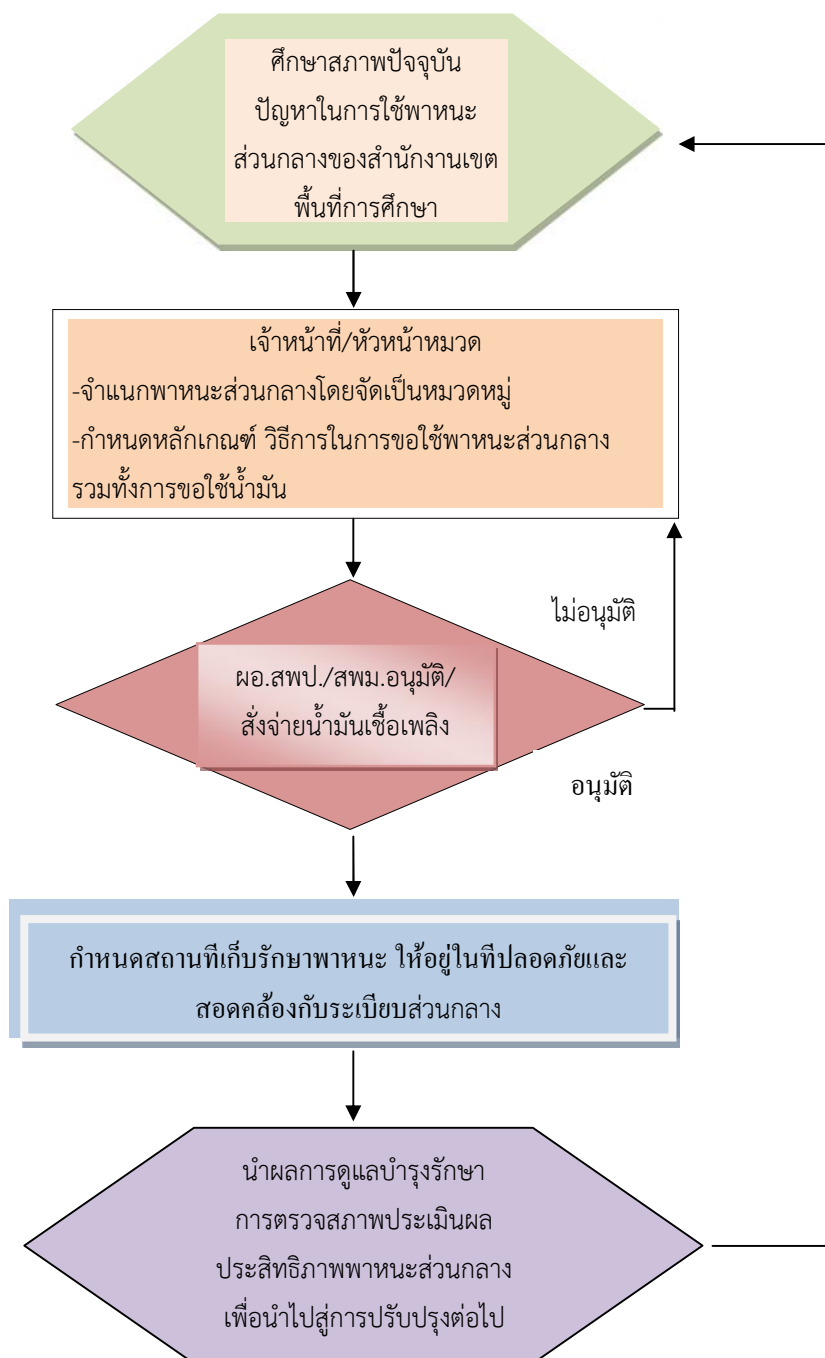 ศึกษาสภาพปัจจุบัน
ปัญหาในการใช้พาหนะ
ส่วนกลางของสำนักงานเขต
พื้นที่การศึกษา
เจ้าหน้าที่/หัวหน้าหมวด
-จำแนกพาหนะส่วนกลางโดยจัดเป็นหมวดหมู่
-กำหนดหลักเกณฑ์ วิธีการในการขอใช้พาหนะส่วนกลาง
รวมทั้งการขอใช้น้ำมัน
ไม่อนุมัติ
ผอ.สพป./สพม.อนุมัติ/
สั่งจ่ายน้ำมันเชื้อเพลิง
อนุมัติ
กำหนดสถานทีเก็บรักษาพาหนะ ให้อยู่ในทีปลอดภัยและ
สอดคล้องกับระเบียบส่วนกลาง
นำผลการดูแลบำรุงรักษา
การตรวจสภาพประเมินผล
ประสิทธิภาพพาหนะส่วนกลาง
เพื่อนำไปสู่การปรับปรุงต่อไป